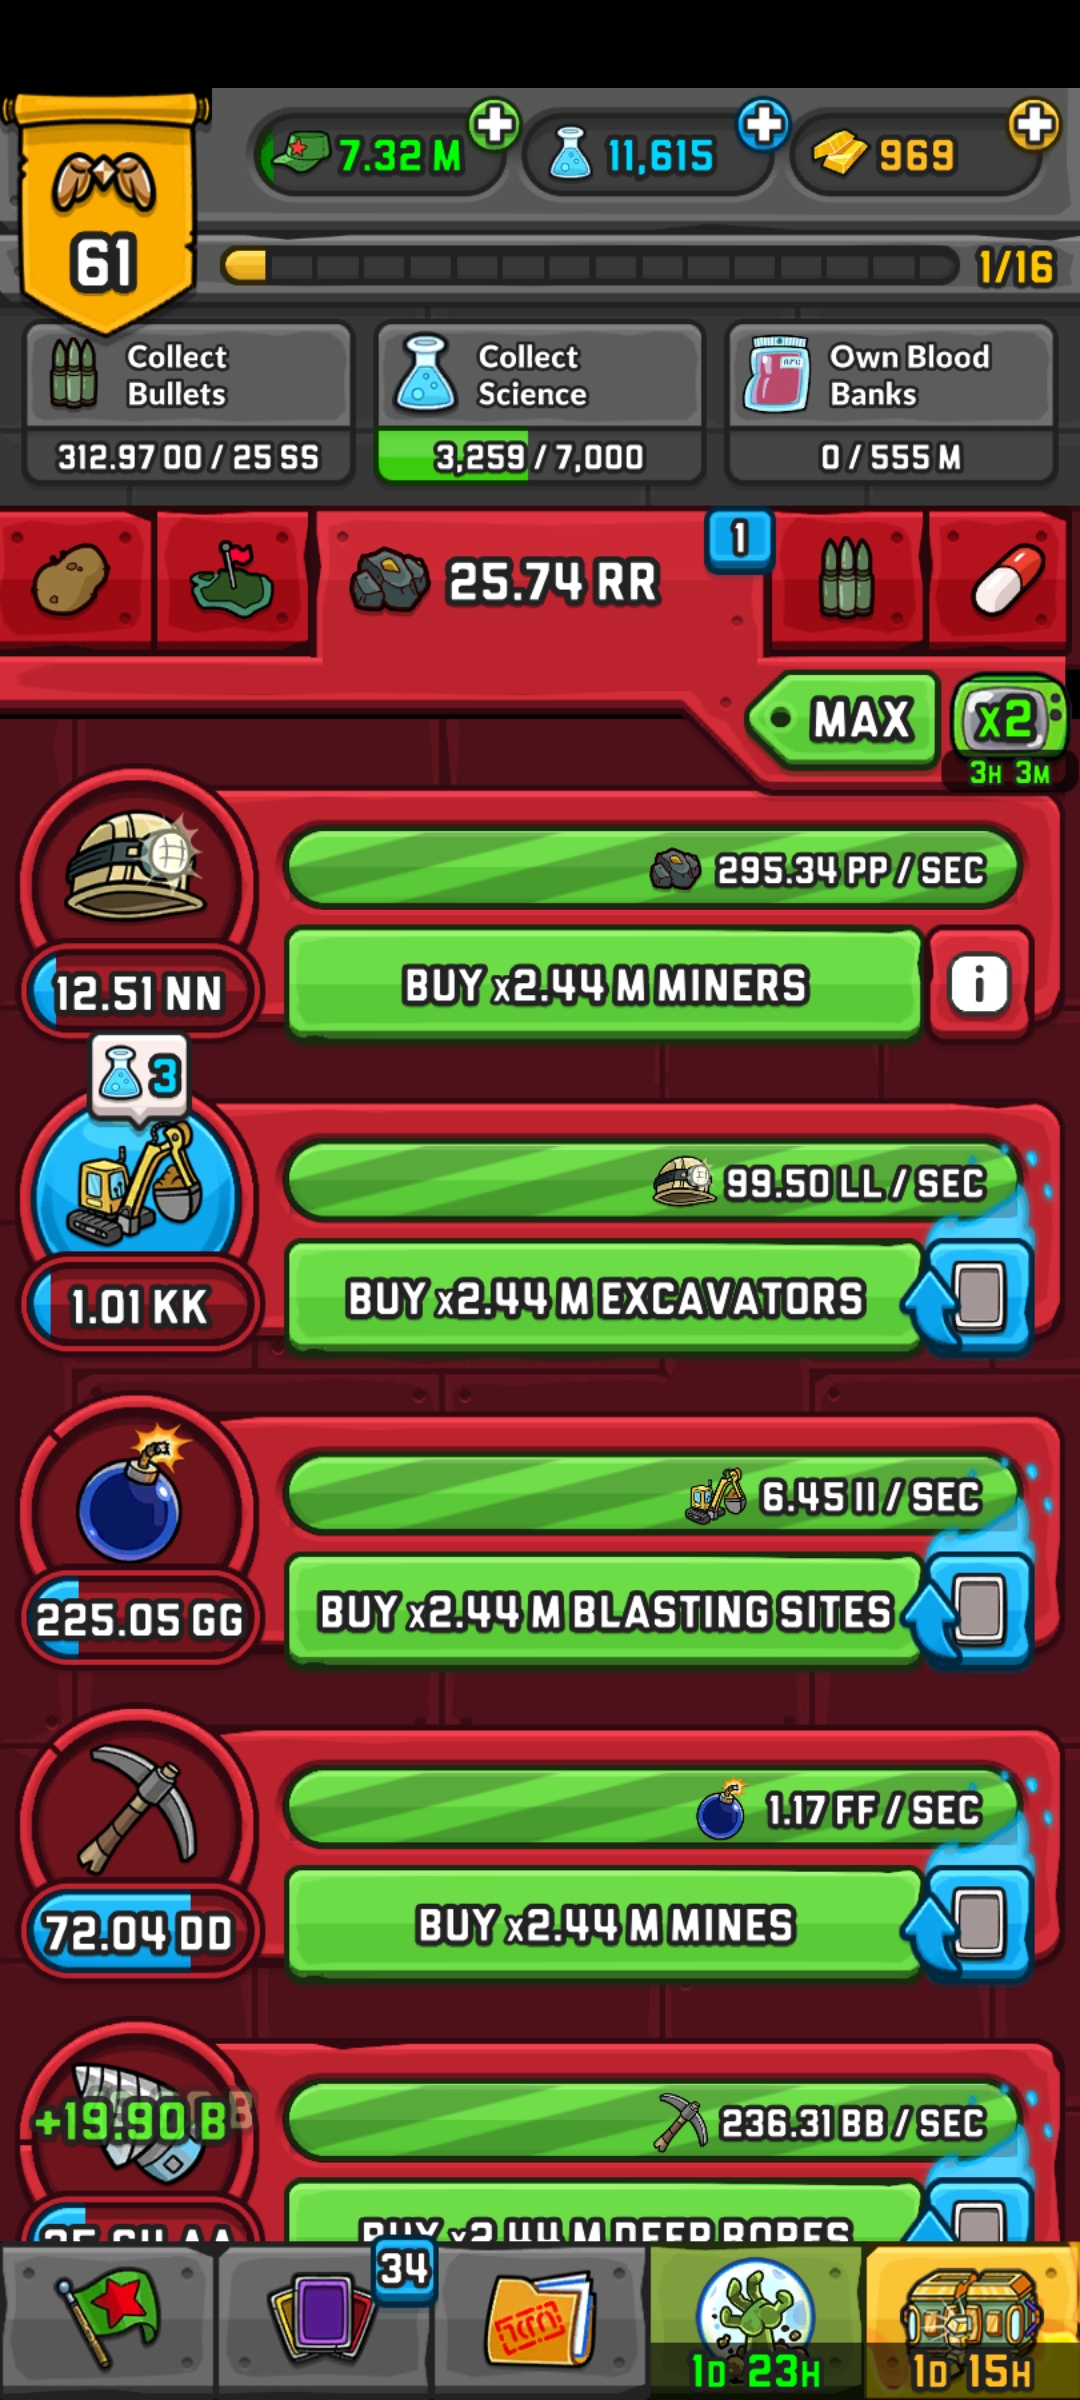 7.32 M
11,615
969
61
1/16
Collect
Bullets
312.97 OO / 25 SS
Collect
Science
3,259 / 7,000
Own Blood
Banks
0 / 555 M
25.74 RR
1
MAX
x2
3H 3M
295.34 PP / SEC
BUY x2.44 M MINERS
i
12.51 NN
3
99.50 LL / SEC
BUY x2.44 M EXCAVATORS
1.01 KK
6.45 II / SEC
BUY x2.44 M BLASTING SITES
225.05 GG
1.17 FF / SEC
BUY x2.44 M MINES
72.04 DD
+19.90 B
236.31 BB / SEC
BUY x2.44 M DEEP BORES
34
1D 23H
1D 15H